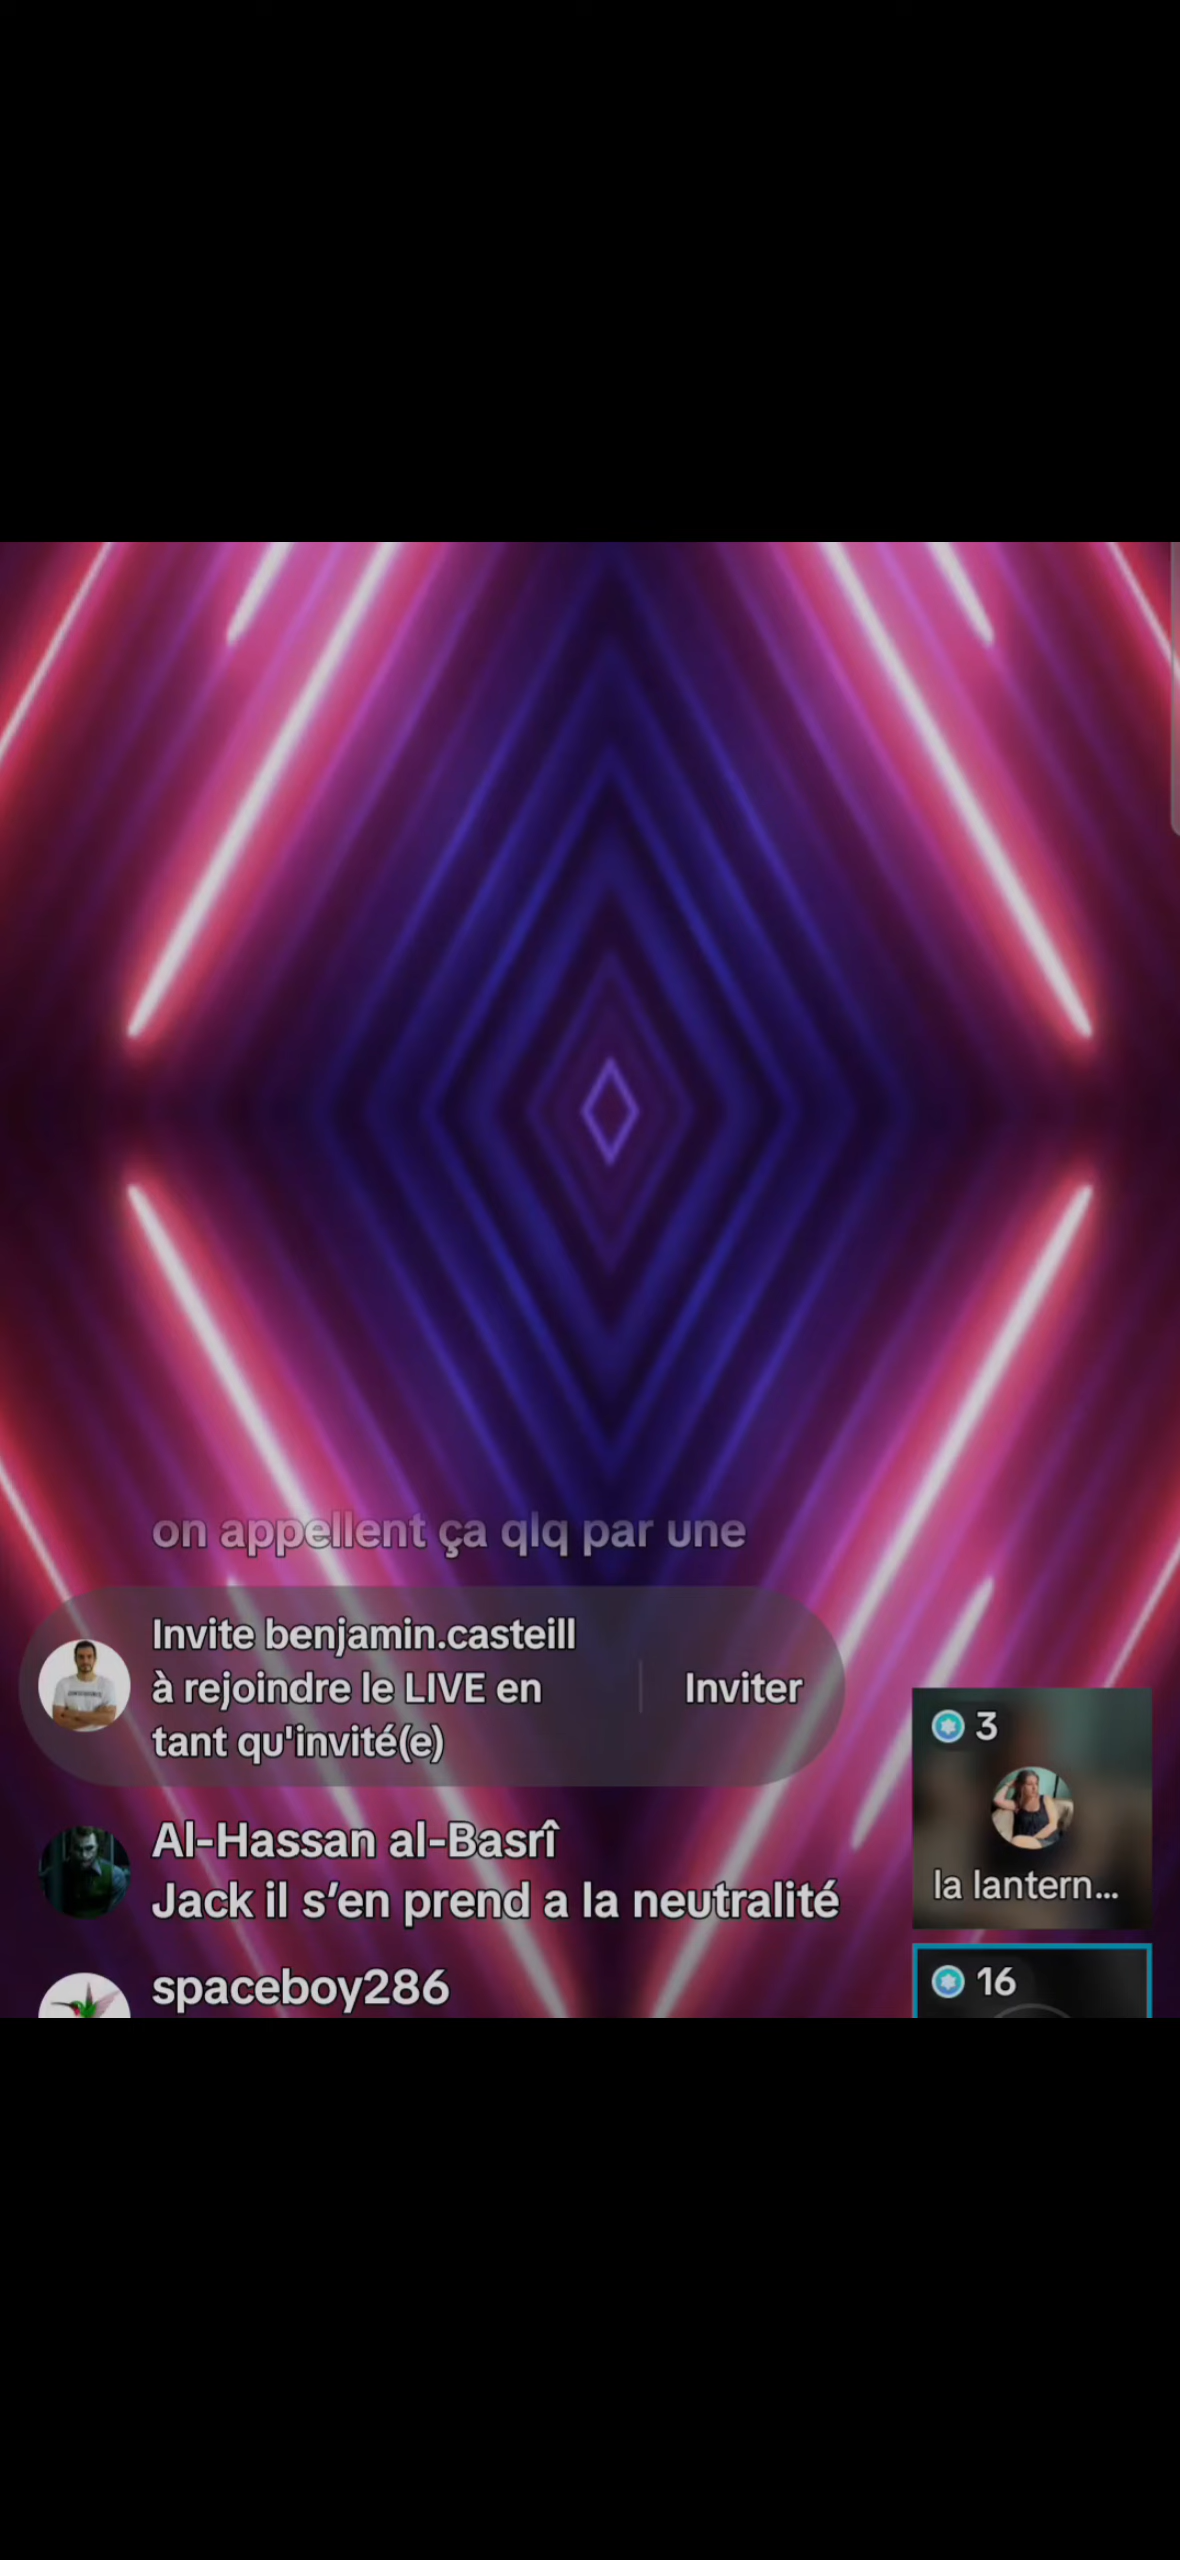 on appellent ça qlq par une
Invite benjamin.casteill
à rejoindre le LIVE en
tant qu'invité(e)
Inviter
Al-Hassan al-Basrî
Jack il s’en prend a la neutralité
spaceboy286
3
la lantern...
16